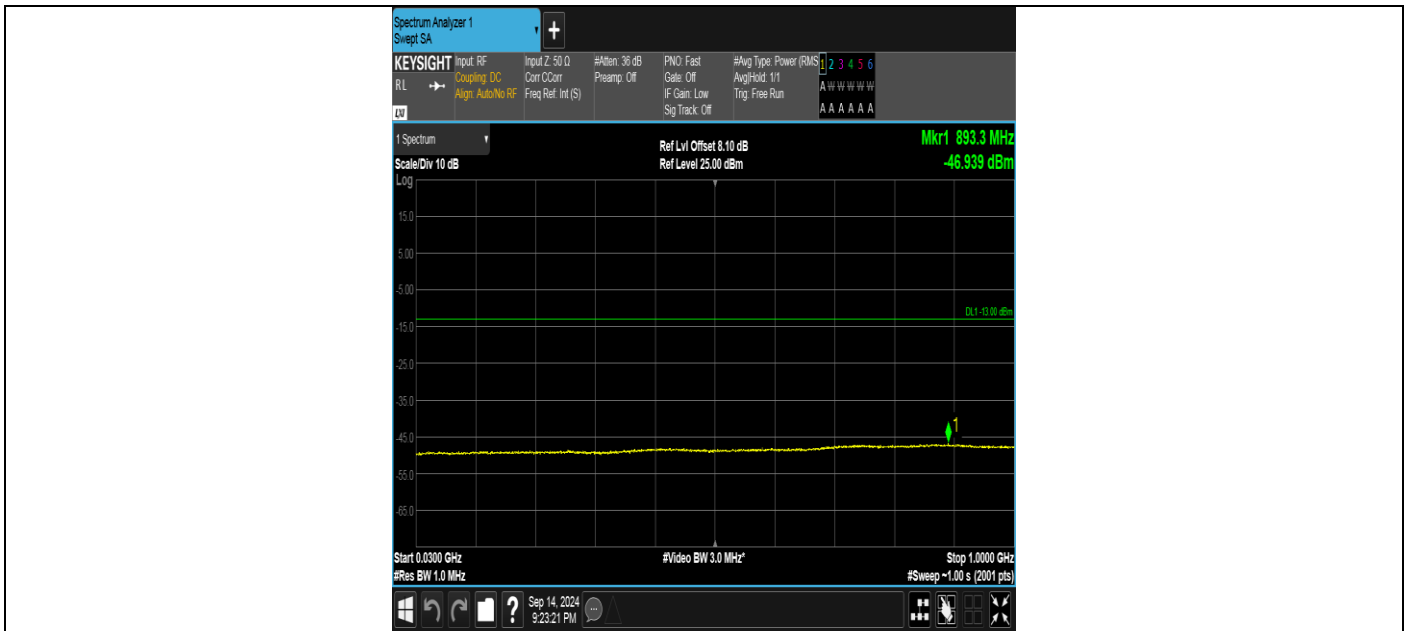 Spectrum Analyzer 1
Swept SA
+
KEYSIGHT
RL
LXI
Input: RF
Coupling: DC
Align: Auto/No RF
Input Z: 50 Ω
Corr CCorr
Freq Ref: Int (S)
#Atten: 36 dB
Preamp: Off
PNO: Fast
Gate: Off
IF Gain: Low
Sig Track: Off
#Avg Type: Power (RMS
Avg|Hold: 1/1
Trig: Free Run
1 2 3 4 5 6
A W W W W W
A A A A A A
1 Spectrum
Scale/Div 10 dB
Ref Lvl Offset 8.10 dB
Ref Level 25.00 dBm
Mkr1 893.3 MHz
-46.939 dBm
Log
15.0
5.00
-5.00
DL1 -13.00 dBm
-15.0
-25.0
-35.0
1
-45.0
-55.0
-65.0
Start 0.0300 GHz
#Video BW 3.0 MHz*
Stop 1.0000 GHz
#Res BW 1.0 MHz
#Sweep ~1.00 s (2001 pts)
?
Sep 14, 2024
9:23:21 PM